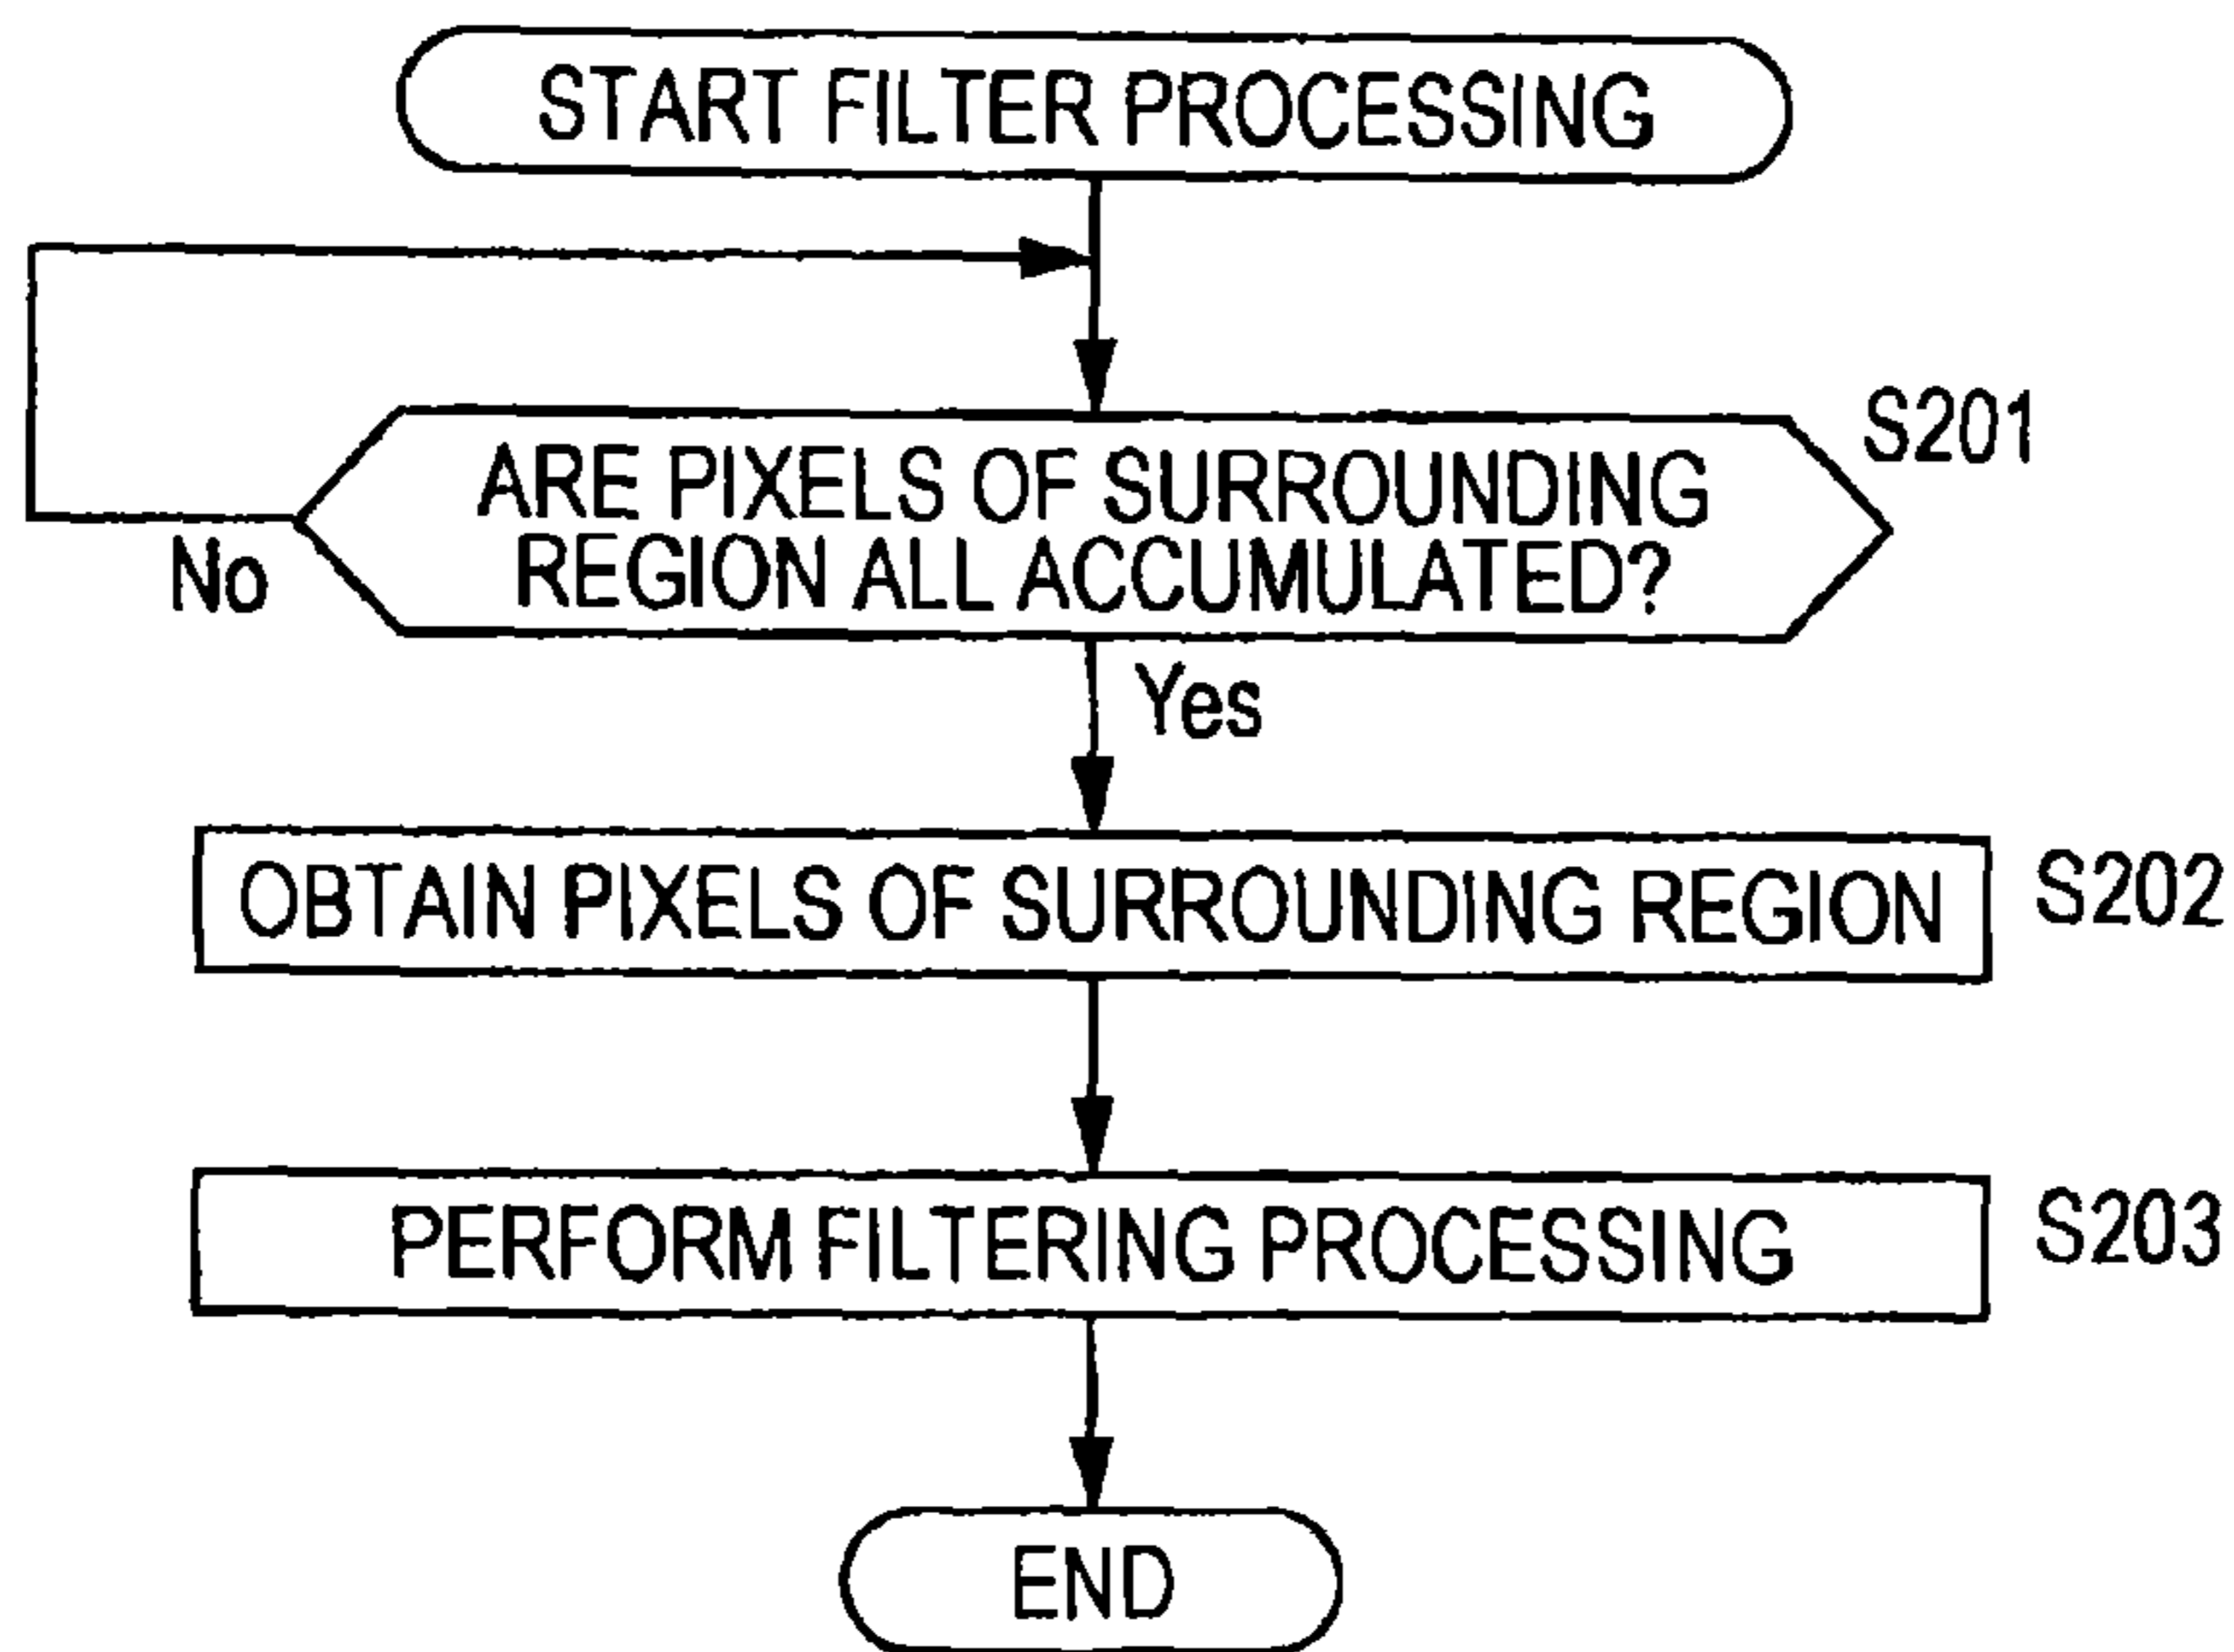 START FILTER PROCESSING
S201
ARE PIXELS OF SURROUNDING
REGION ALL ACCUMULATED?
No
Yes
OBTAIN PIXELS OF SURROUNDING REGION
S202
PERFORM FILTERING PROCESSING
S203
END